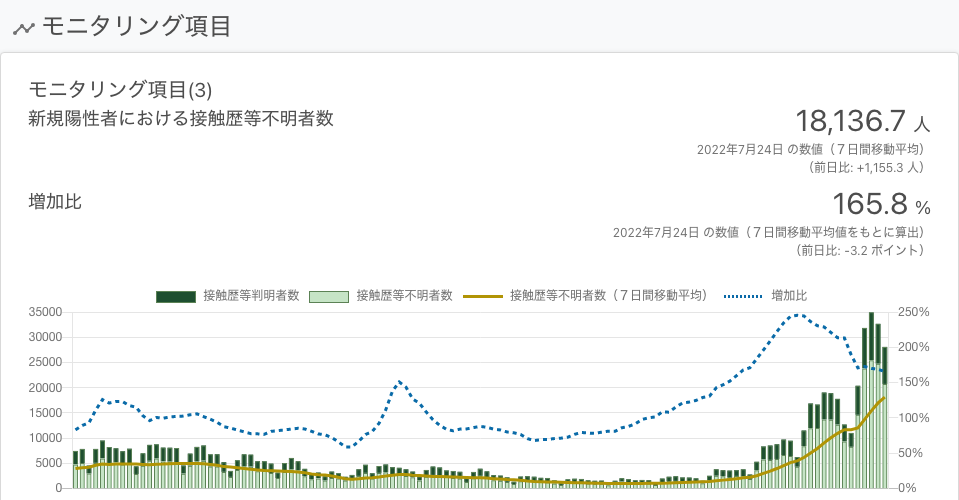 モニタリング項目
モニタリング項目(3)
新規陽性者における接触歴等不明者数
18,136.7 人
2022年7月24日 の数値（７日間移動平均）
（前日比: +1,155.3 人）
増加比
165.8 %
2022年7月24日 の数値（７日間移動平均値をもとに算出）
（前日比: -3.2 ポイント）
接触歴等判明者数 接触歴等不明者数 接触歴等不明者数（７日間移動平均） 増加比
35000 250%
30000
200%
25000
20000 150%
15000
100%
10000
50%
5000
0 0%